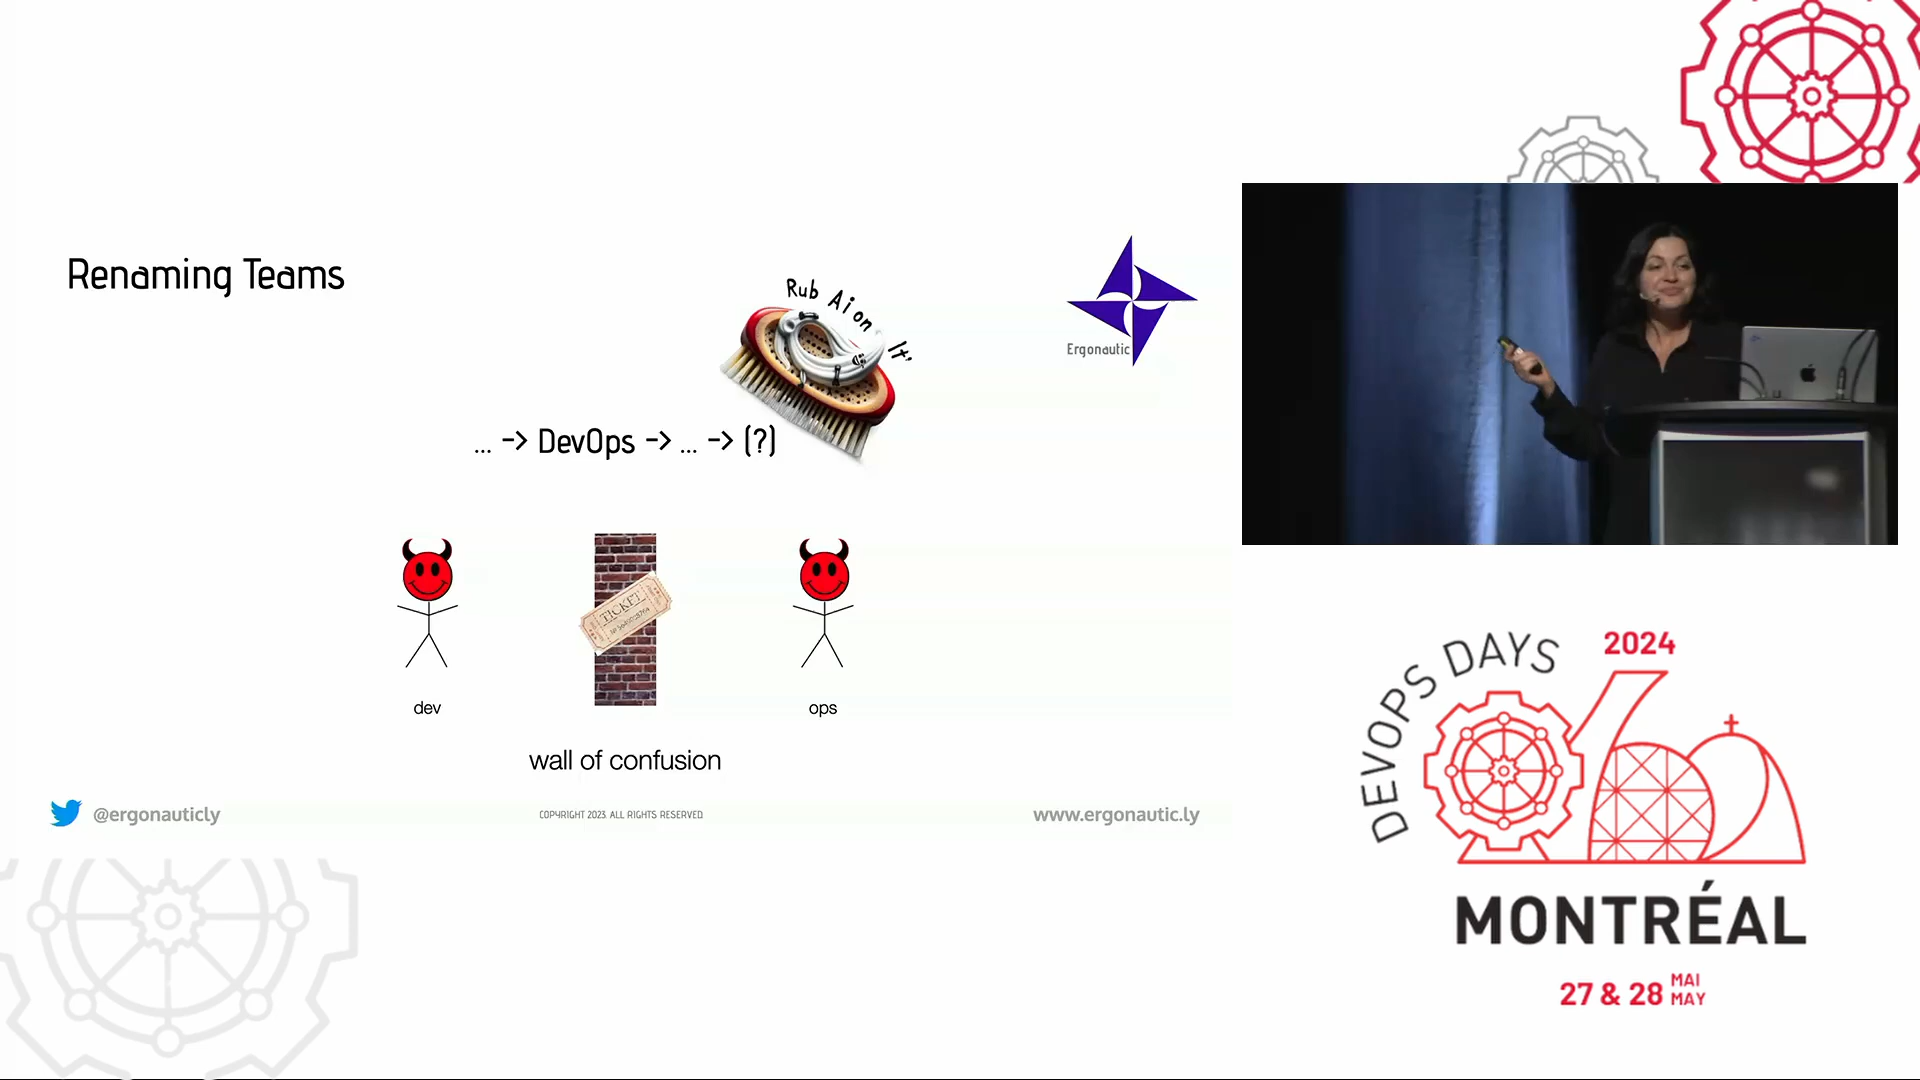 Renaming Teams
Rub Ai on It'
Ergonautic
... -> DevOps -> ... -> (?)
TICKET
dev
ops
wall of confusion
@ergonauticly
COPYRIGHT 2023. ALL RIGHTS RESERVED
www.ergonautic.ly
DEVOPS DAYS
2024
MONTRÉAL
27 & 28 MAI
MAY